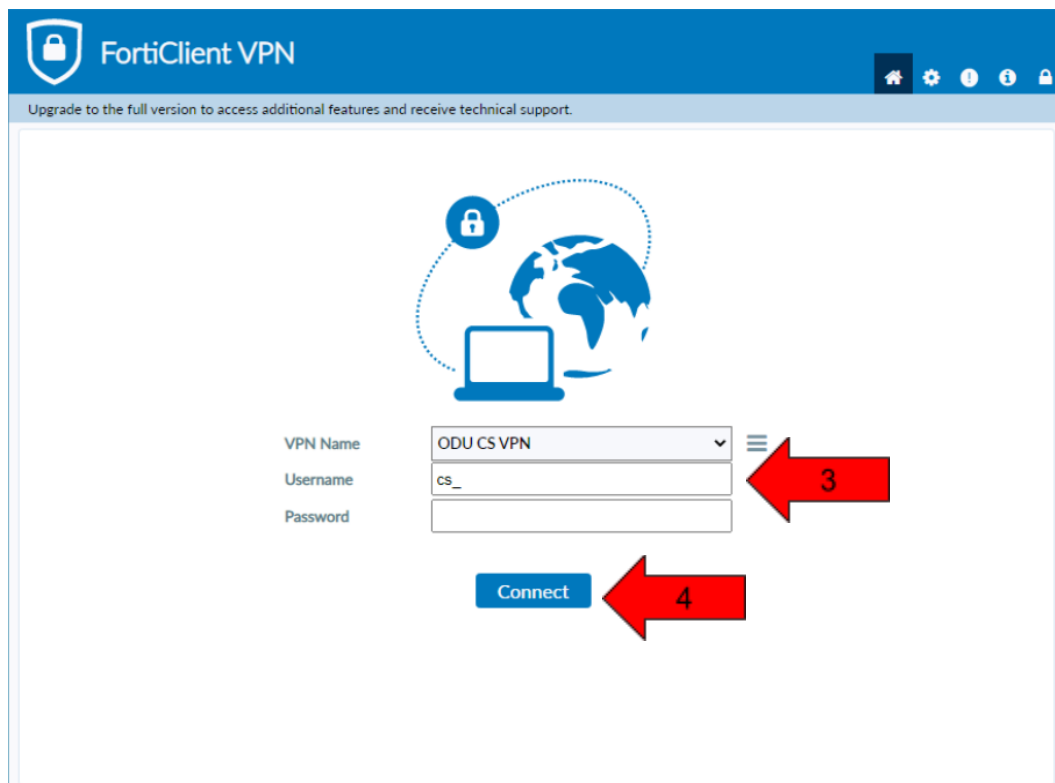 FortiClient VPN
Upgrade to the full version to access additional features and receive technical support.
VPN Name
ODU CS VPN
Username
cs_
3
Password
Connect
4